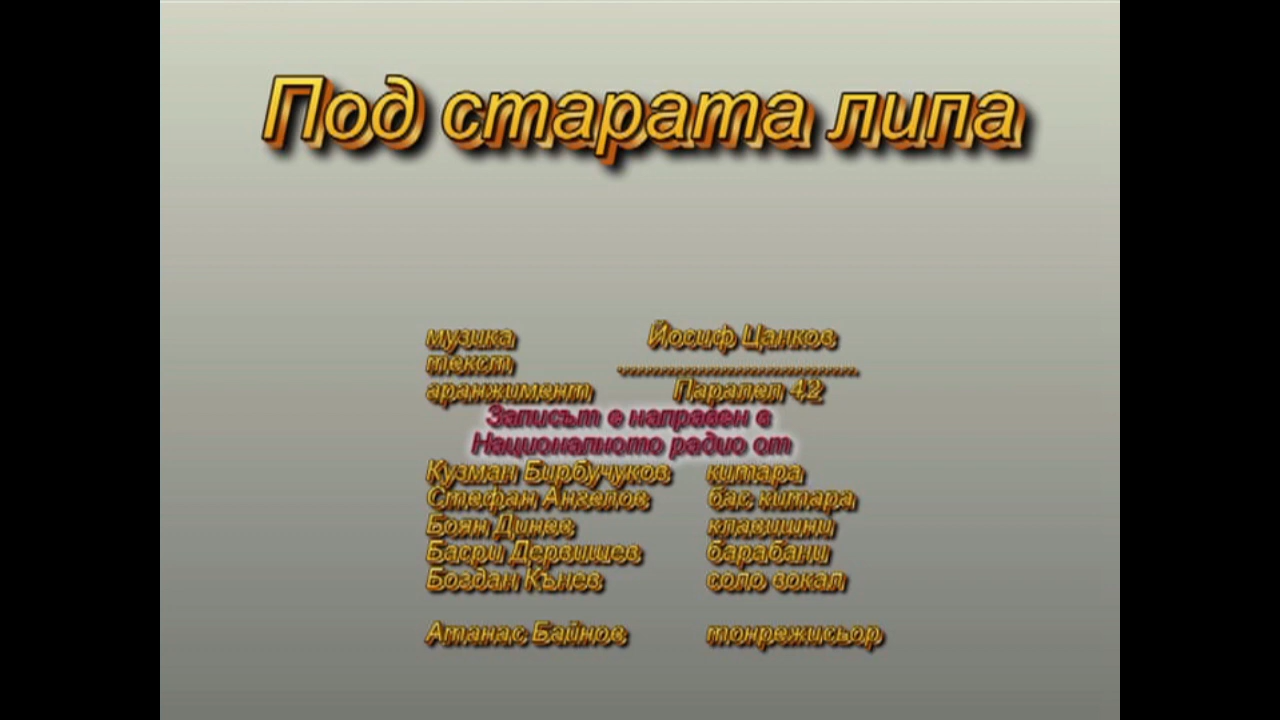 Под старата липа
музика Йосиф Цанков
текст ................................
аранжимент Паралел 42
Записът е направен в
Националното радио от
Кузман Бирбучуков китара
Стефан Ангелов бас китара
Боян Динев клавишни
Басри Дервишев барабани
Богдан Кънев соло вокал
Атанас Байнов тонрежисьор